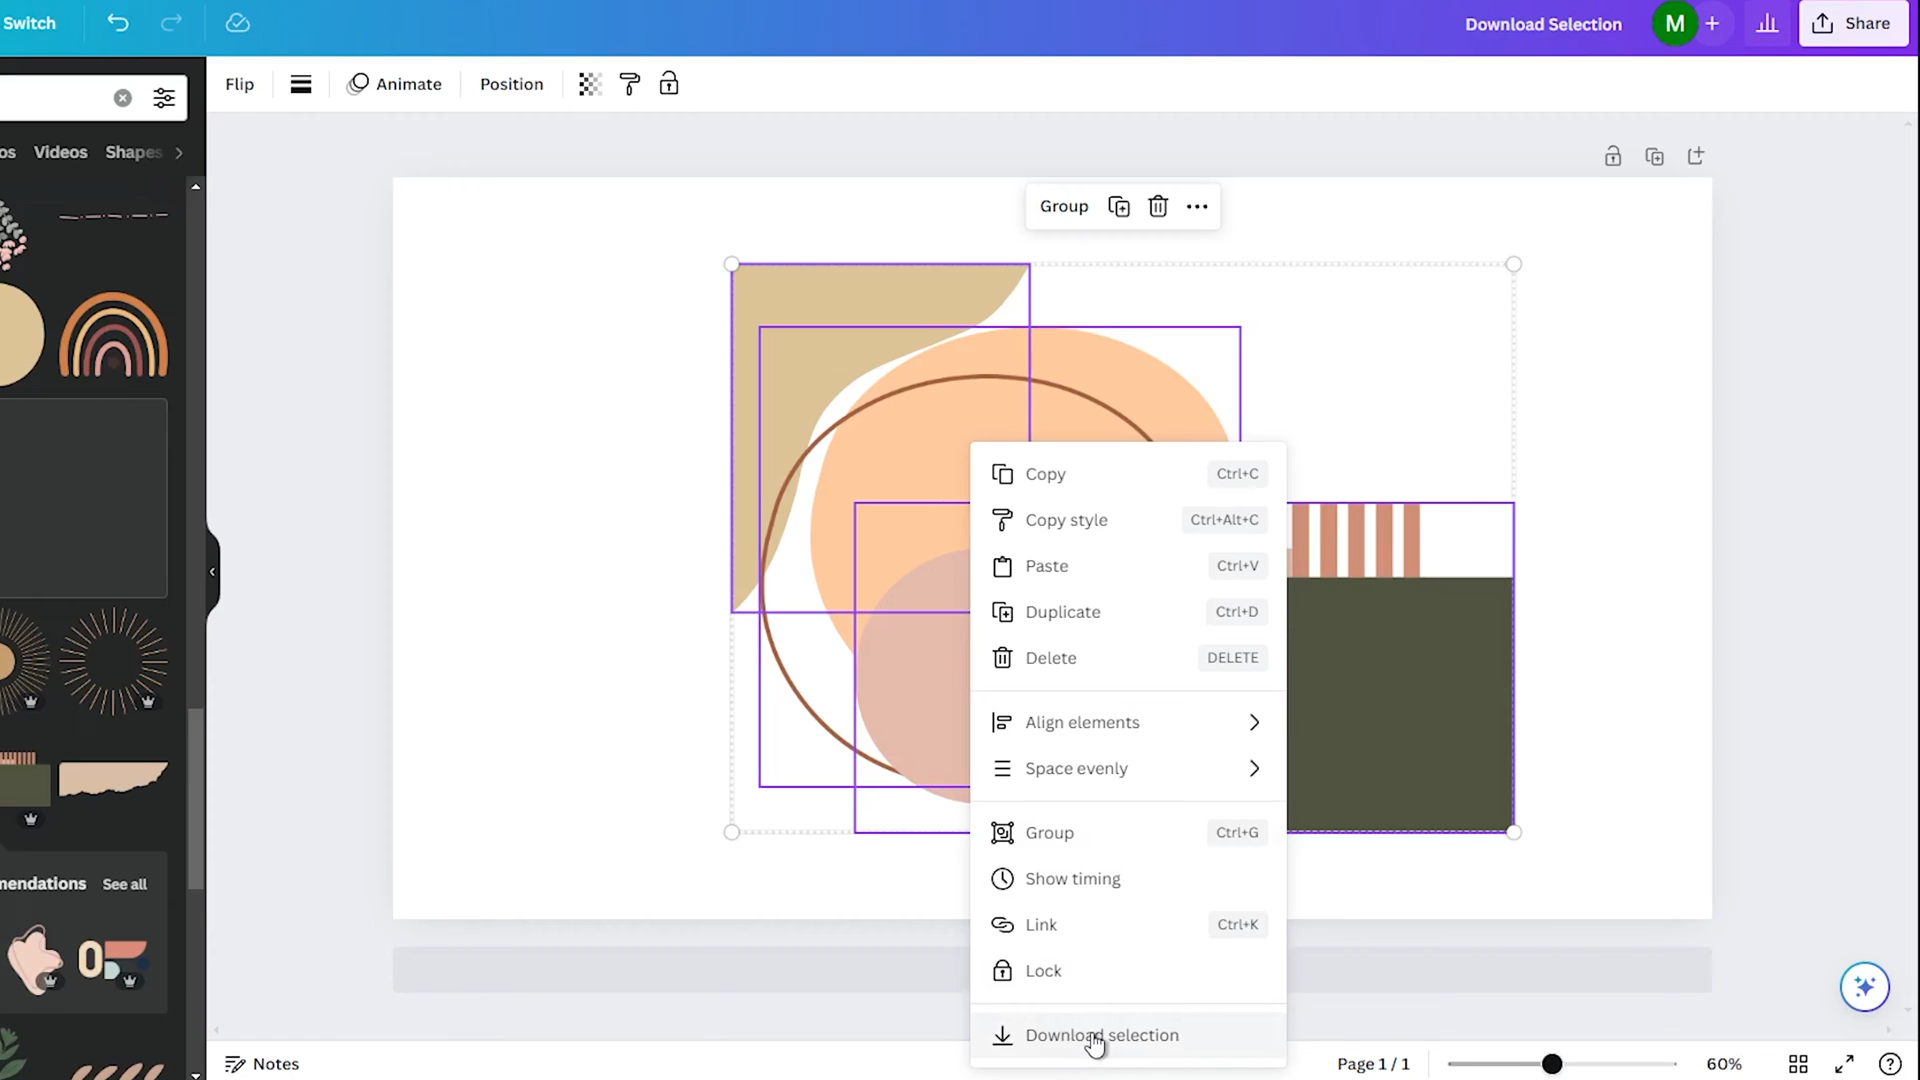 Switch
Download Selection
M
Share
Flip
Animate
Position
os
Videos
Shapes
Group
Copy
Ctrl+C
Copy style
Ctrl+Alt+C
Paste
Ctrl+V
Duplicate
Ctrl+D
Delete
DELETE
Align elements
Space evenly
Group
Ctrl+G
Show timing
Link
Ctrl+K
Lock
Download selection
mendations
See all
Notes
Page 1 / 1
60%